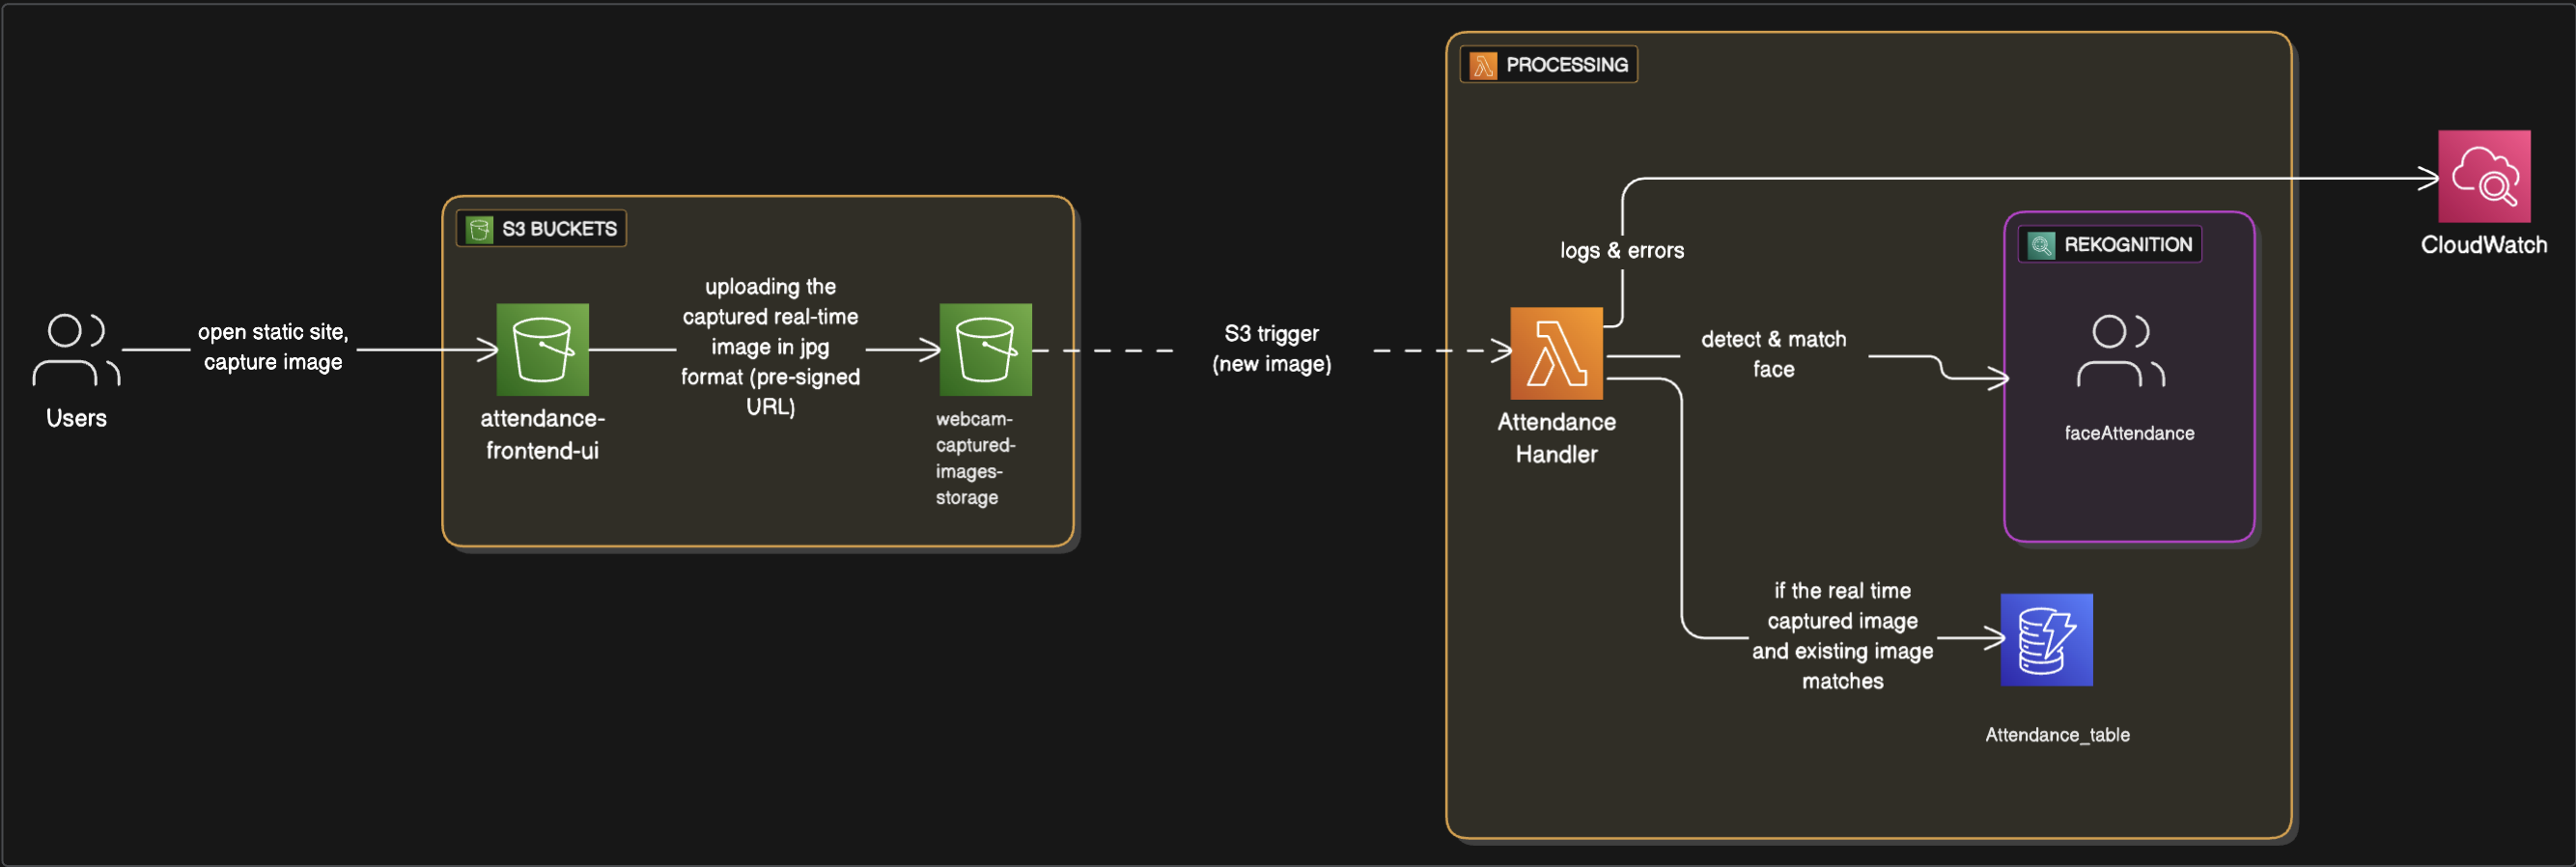 PROCESSING
CloudWatch
logs & errors
REKOGNITION
S3 BUCKETS
uploading the
captured real-time
image in jpg
format (pre-signed
URL)
open static site,
capture image
Users
attendance-
frontend-ui
webcam-
captured-
images-
storage
S3 trigger
(new image)
Attendance
Handler
detect & match
face
faceAttendance
if the real time
captured image
and existing image
matches
Attendance_table